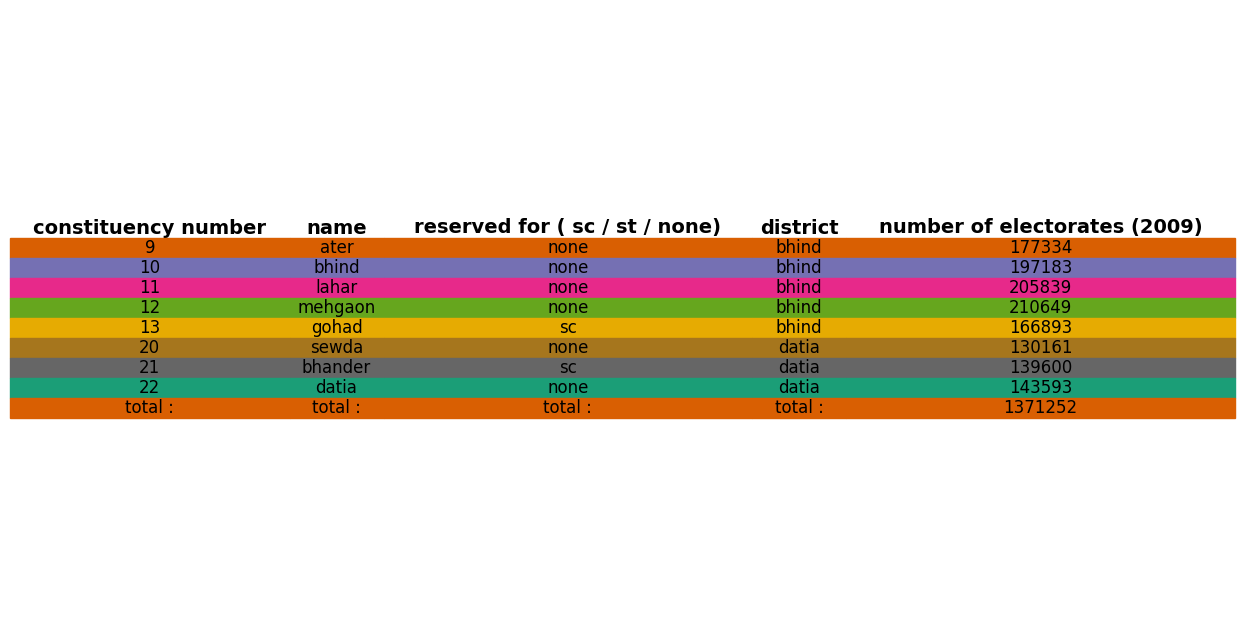 constituency number name reserved for ( sc / st / none) district number of electorates (2009)
9 ater none bhind 177334
10 bhind none bhind 197183
11 lahar none bhind 205839
12 mehgaon none bhind 210649
13 gohad sc bhind 166893
20 sewda none datia 130161
21 bhander sc datia 139600
22 datia none datia 143593
total : total : total : total : 1371252